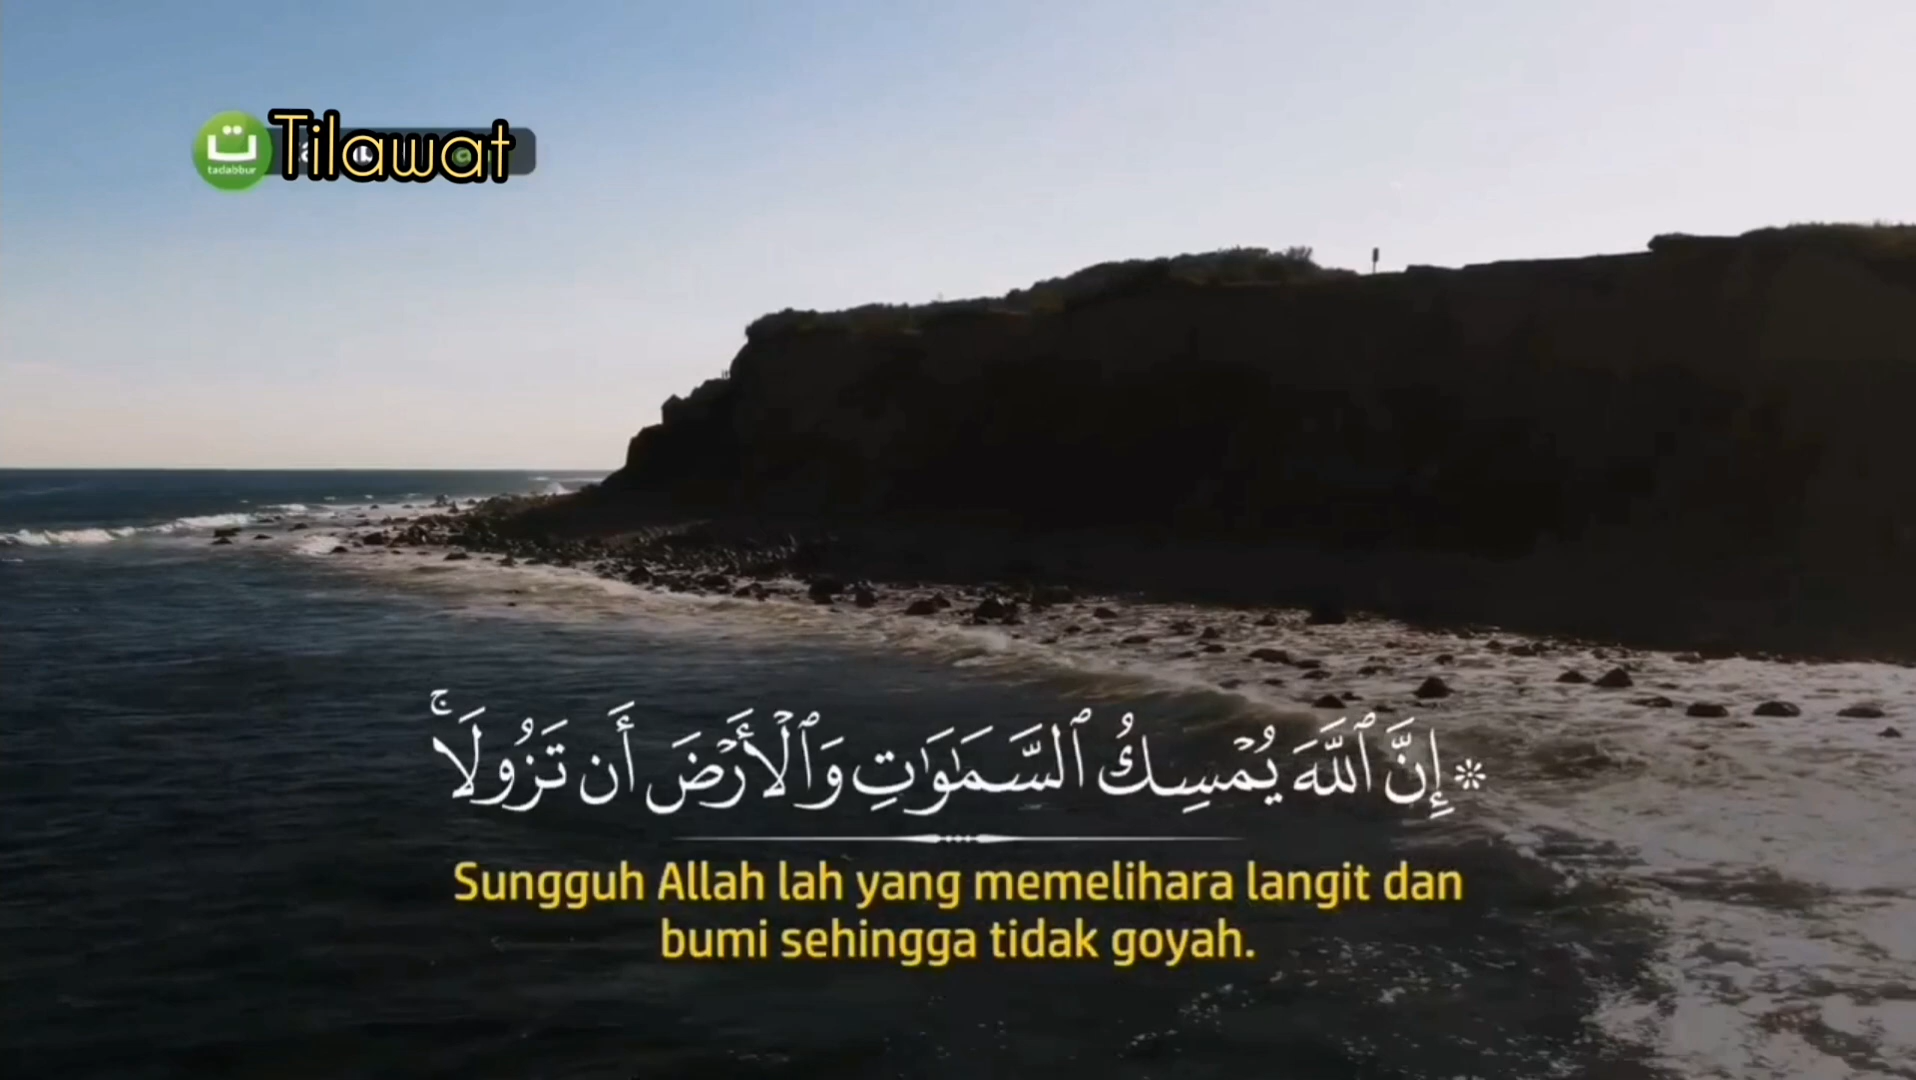 Tilawat
tadabbur
۞ إِنَّ ٱللَّهَ يُمْسِكُ ٱلسَّمَـٰوَٰتِ وَٱلْأَرْضَ أَن تَزُولَا ۚ
Sungguh Allah lah yang memelihara langit dan
bumi sehingga tidak goyah.